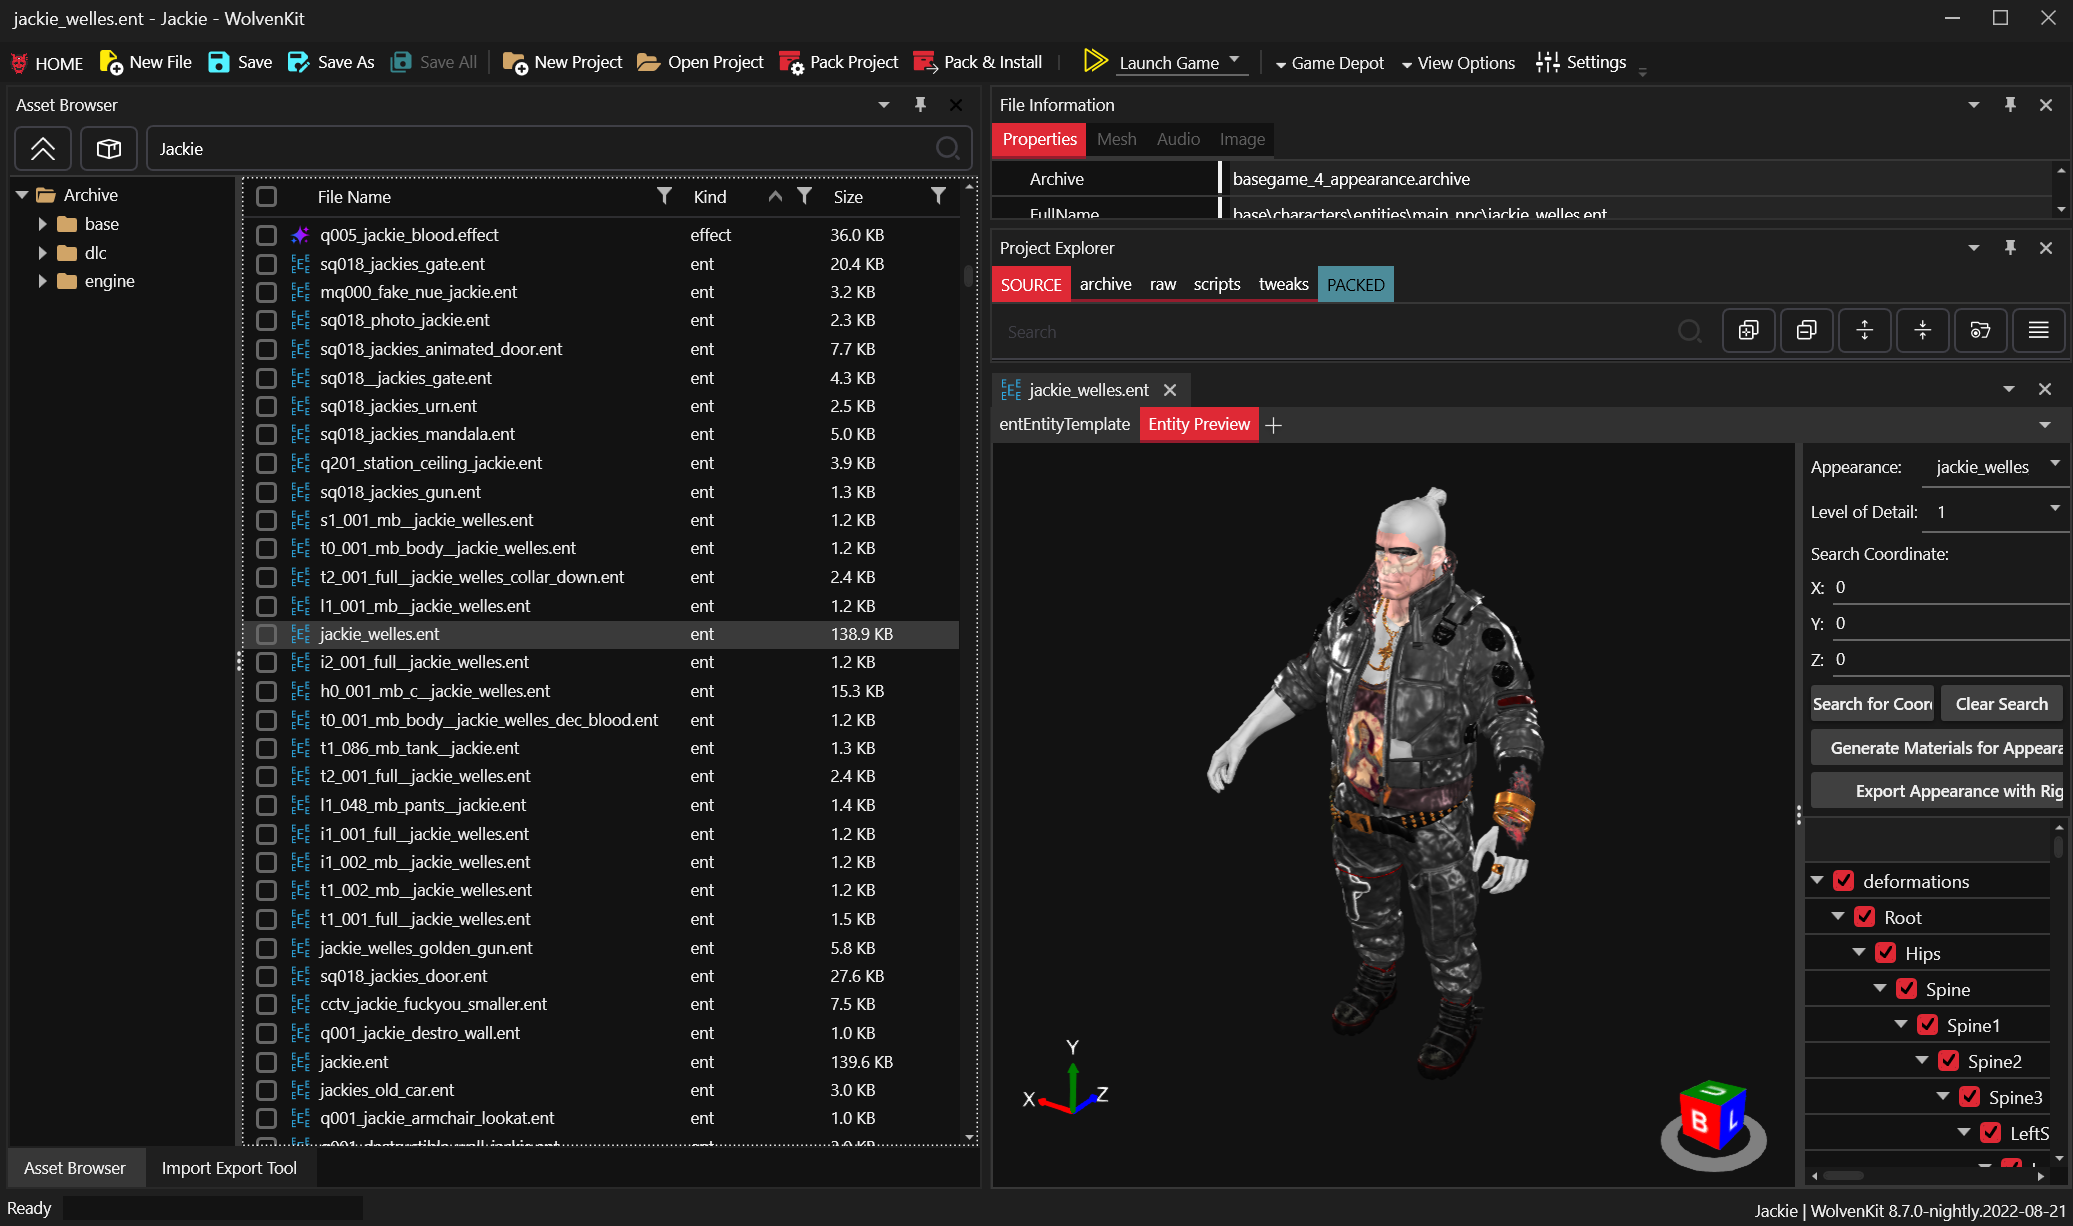 jackie_welles.ent - Jackie - WolvenKit
HOME New File Save Save As Save All New Project Open Project Pack Project Pack & Install Launch Game Game Depot View Options Settings
Asset Browser
Jackie
Archive
base
dlc
engine
File Name Kind Size
q005_jackie_blood.effect effect 36.0 KB
sq018_jackies_gate.ent ent 20.4 KB
mq000_fake_nue_jackie.ent ent 3.2 KB
sq018_photo_jackie.ent ent 2.3 KB
sq018_jackies_animated_door.ent ent 7.7 KB
sq018__jackies_gate.ent ent 4.3 KB
sq018_jackies_urn.ent ent 2.5 KB
sq018_jackies_mandala.ent ent 5.0 KB
q201_station_ceiling_jackie.ent ent 3.9 KB
sq018_jackies_gun.ent ent 1.3 KB
s1_001_mb__jackie_welles.ent ent 1.2 KB
t0_001_mb_body__jackie_welles.ent ent 1.2 KB
t2_001_full__jackie_welles_collar_down.ent ent 2.4 KB
l1_001_mb__jackie_welles.ent ent 1.2 KB
jackie_welles.ent ent 138.9 KB
i2_001_full__jackie_welles.ent ent 1.2 KB
h0_001_mb_c__jackie_welles.ent ent 15.3 KB
t0_001_mb_body__jackie_welles_dec_blood.ent ent 1.2 KB
t1_086_mb_tank__jackie.ent ent 1.3 KB
t2_001_full__jackie_welles.ent ent 2.4 KB
l1_048_mb_pants__jackie.ent ent 1.4 KB
i1_001_full__jackie_welles.ent ent 1.2 KB
i1_002_mb__jackie_welles.ent ent 1.2 KB
t1_002_mb__jackie_welles.ent ent 1.2 KB
t1_001_full__jackie_welles.ent ent 1.5 KB
jackie_welles_golden_gun.ent ent 5.8 KB
sq018_jackies_door.ent ent 27.6 KB
cctv_jackie_fuckyou_smaller.ent ent 7.5 KB
q001_jackie_destro_wall.ent ent 1.0 KB
jackie.ent ent 139.6 KB
jackies_old_car.ent ent 3.0 KB
q001_jackie_armchair_lookat.ent ent 1.0 KB
Asset Browser Import Export Tool
File Information
Properties Mesh Audio Image
Archive basegame_4_appearance.archive
FullName base\characters\entities\main_npc\jackie_welles.ent
Project Explorer
SOURCE archive raw scripts tweaks PACKED
Search
jackie_welles.ent
entEntityTemplate Entity Preview
Appearance: jackie_welles
Level of Detail: 1
Search Coordinate:
X: 0
Y: 0
Z: 0
Search for Coor Clear Search
Generate Materials for Appeara
Export Appearance with Rig
deformations
Root
Hips
Spine
Spine1
Spine2
Spine3
LeftS
Y
X
Z
U
B
L
Ready
Jackie | WolvenKit 8.7.0-nightly.2022-08-21